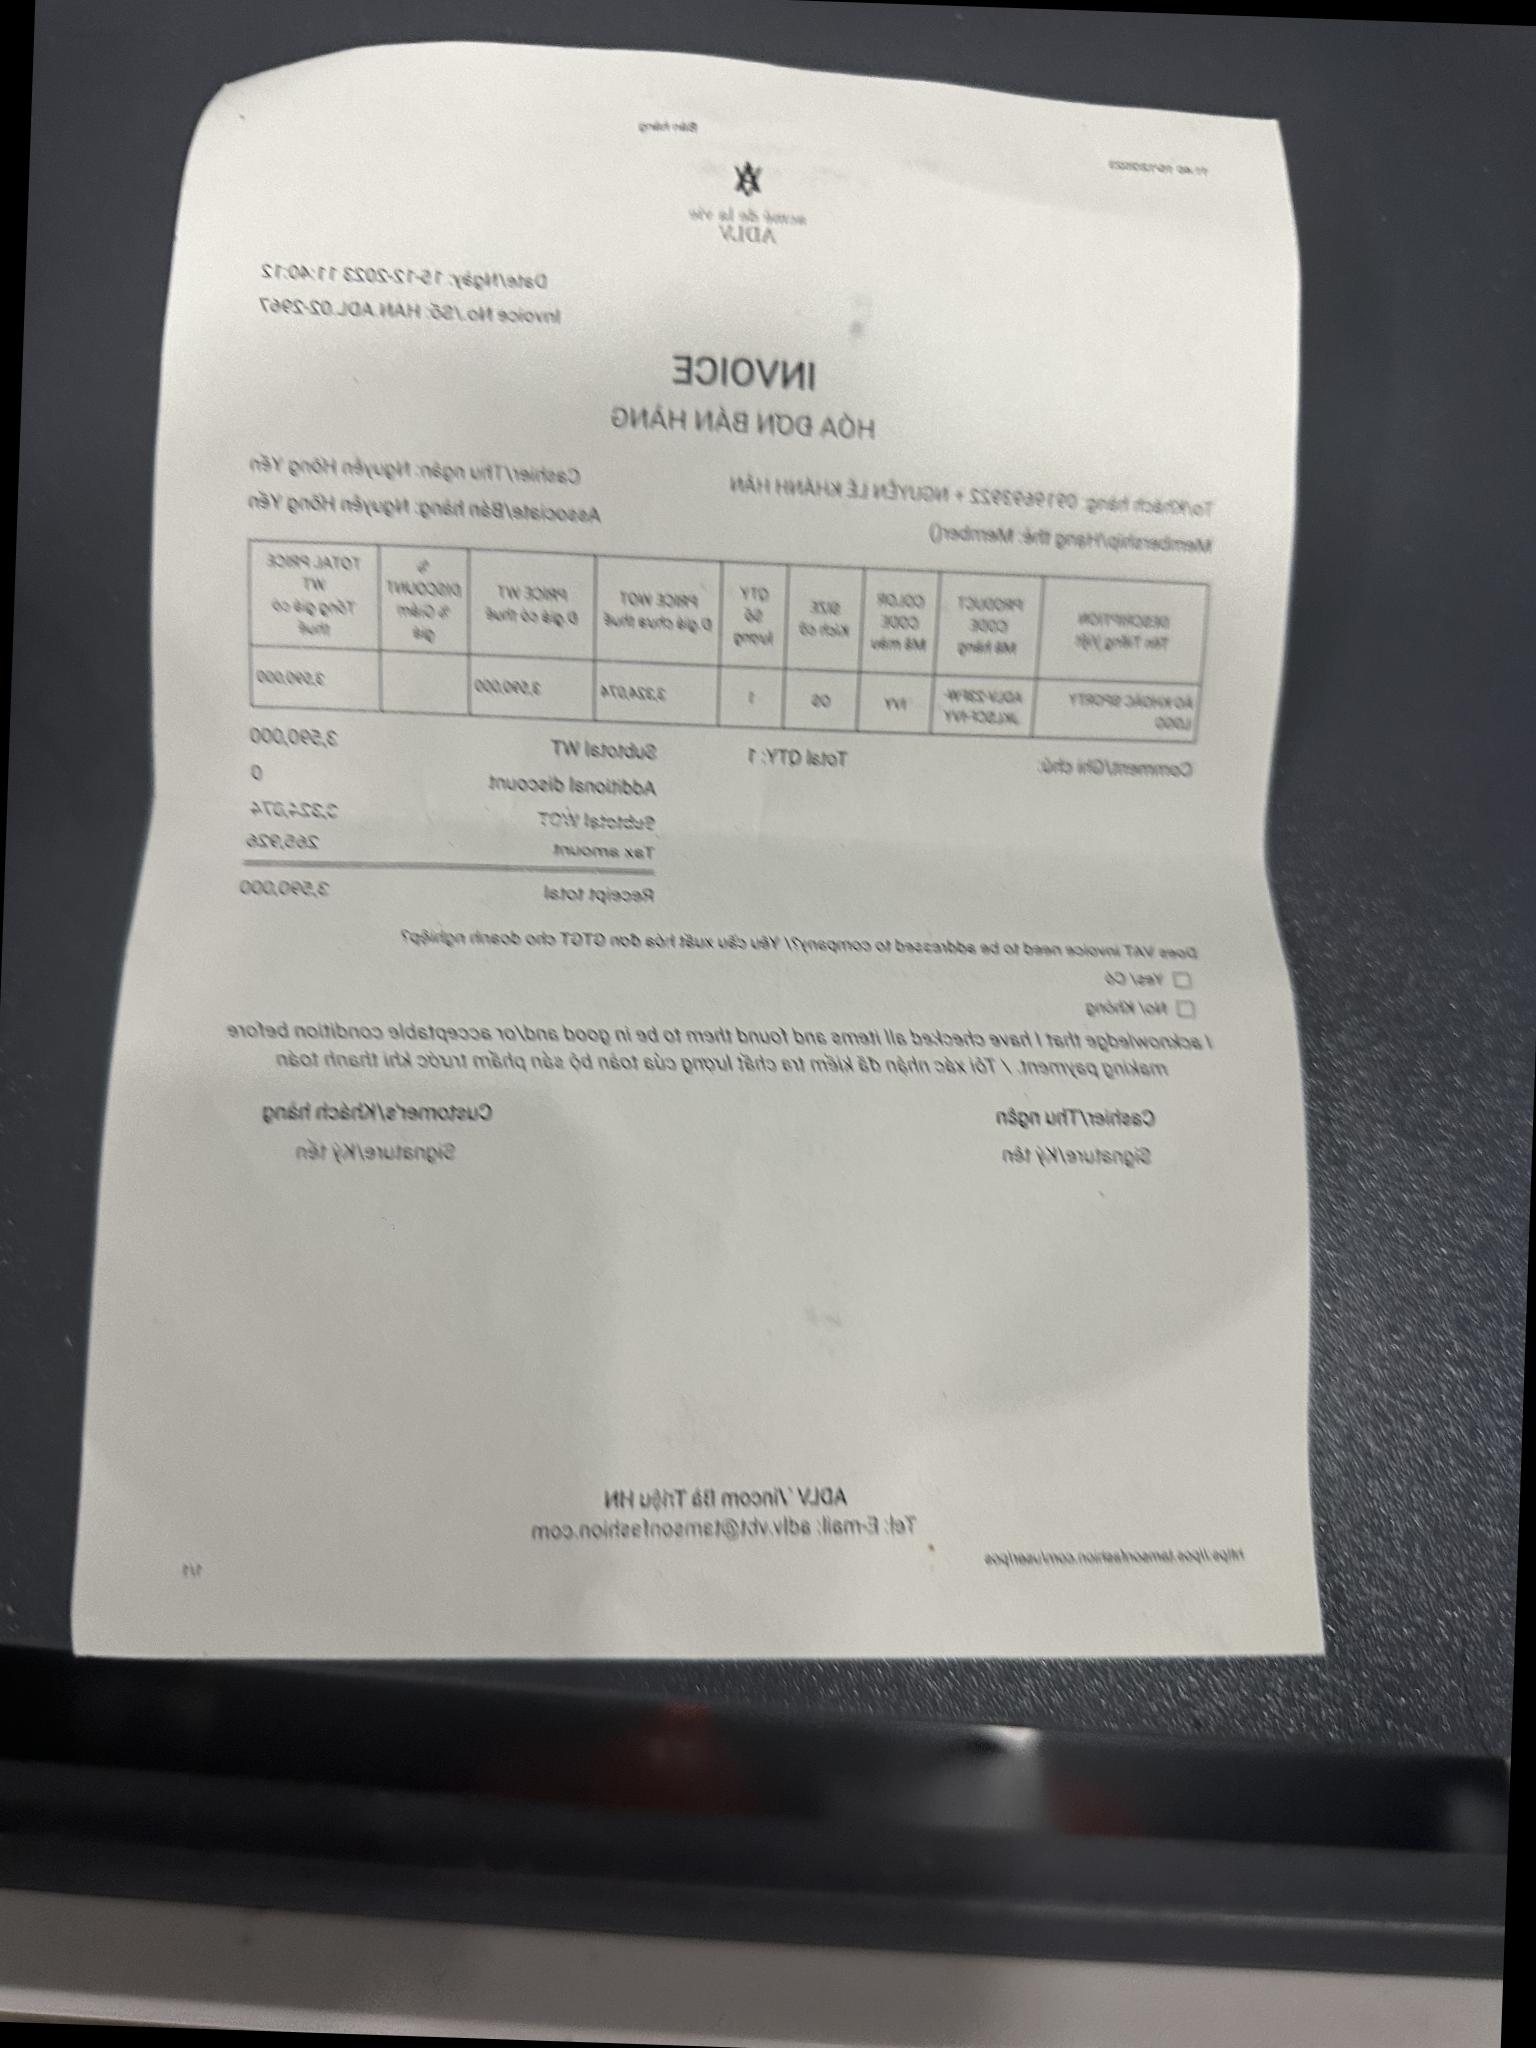 Bán hàng
acmé de la vie
ADLV
Date/Ngày: 15-12-2023 11:40:12
Invoice No./Số: HAN.ADL.02-2967
INVOICE
HÓA ĐƠN BÁN HÀNG
To/Khách hàng: 0919693922 + NGUYỄN LÊ KHÁNH HÂN
Cashier/Thu ngân: Nguyễn Hồng Yến
Membership/Hạng thẻ: Member()
Associate/Bán hàng: Nguyễn Hồng Yến
DESCRIPTION Tên Tiếng Việt | PRODUCT CODE Mã hàng | COLOR CODE Mã màu | SIZE Kích cỡ | QTY Số lượng | PRICE WOT Đ.giá chưa thuế | PRICE WT Đ.giá có thuế | % DISCOUNT % Giảm giá | TOTAL PRICE WT Tổng giá có thuế
ÁO KHOÁC SPORTY LOGO | IVY | OS | 1 | 3,324,074 | 3,590,000 | 3,590,000
Comment/Ghi chú:
Total QTY: 1
Subtotal WT 3,590,000
Additional discount 0
Subtotal WOT 3,324,074
Tax amount 265,926
Receipt total 3,590,000
Does VAT invoice need to be addressed to company?/ Yêu cầu xuất hóa đơn GTGT cho doanh nghiệp?
Yes/ Có
No/ Không
I acknowledge that I have checked all items and found them to be in good and/or acceptable condition before
making payment. / Tôi xác nhận đã kiểm tra chất lượng của toàn bộ sản phẩm trước khi thanh toán
Cashier/Thu ngân
Customer's/Khách hàng
Signature/Ký tên
Signature/Ký tên
ADLV Vincom Bà Triệu HN
Tel: E-mail: adlv.vbt@tamsonfashion.com
https://pos.tamsonfashion.com/user/pos
1/1